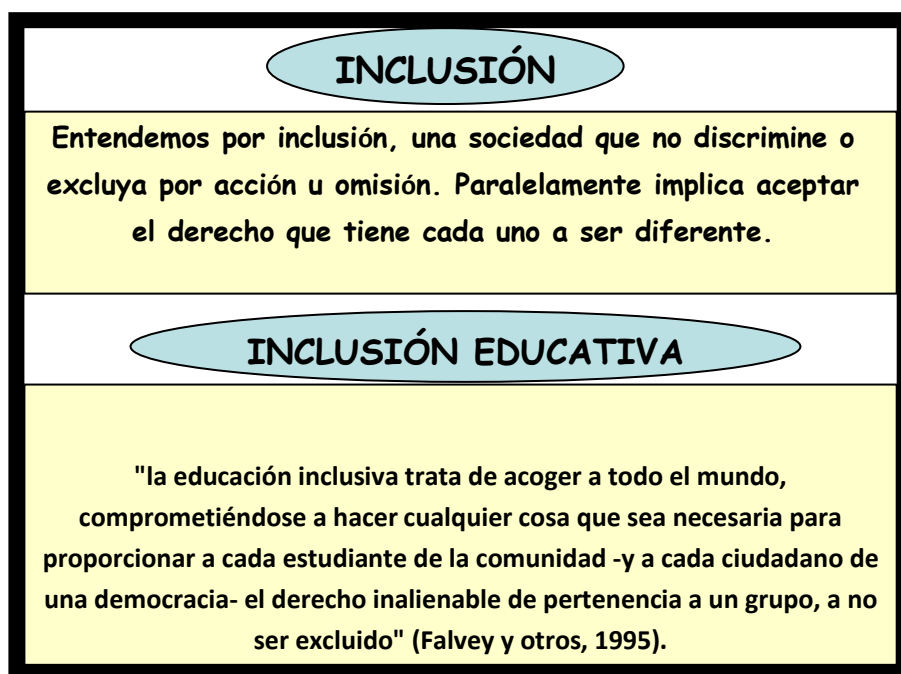 INCLUSIÓN
Entendemos por inclusión, una sociedad que no discrimine o
excluya por acción u omisión. Paralelamente implica aceptar
el derecho que tiene cada uno a ser diferente.
INCLUSIÓN EDUCATIVA
"la educación inclusiva trata de acoger a todo el mundo,
comprometiéndose a hacer cualquier cosa que sea necesaria para
proporcionar a cada estudiante de la comunidad -y a cada ciudadano de
una democracia- el derecho inalienable de pertenencia a un grupo, a no
ser excluido" (Falvey y otros, 1995).